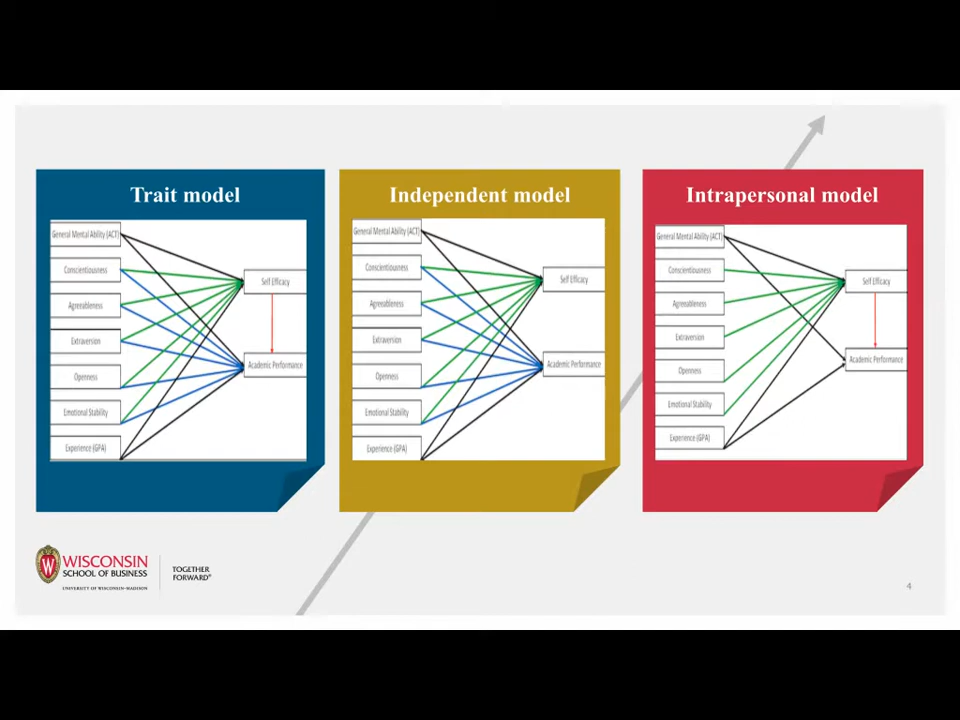 Trait model
General Mental Ability (ACT)
Conscientiousness
Agreeableness
Extraversion
Openness
Emotional Stability
Experience (GPA)
Self Efficacy
Academic Performance
Independent model
General Mental Ability (ACT)
Conscientiousness
Agreeableness
Extraversion
Openness
Emotional Stability
Experience (GPA)
Self Efficacy
Academic Performance
Intrapersonal model
General Mental Ability (ACT)
Conscientiousness
Agreeableness
Extraversion
Openness
Emotional Stability
Experience (GPA)
Self Efficacy
Academic Performance
W
WISCONSIN
SCHOOL OF BUSINESS
UNIVERSITY OF WISCONSIN-MADISON
TOGETHER
FORWARD®
4